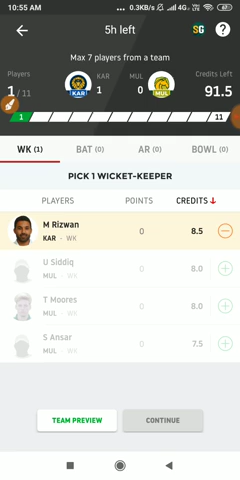 10:55 AM 0.3KB/s 4G+ 67
5h left SG ?
Max 7 players from a team
Players KAR MUL Credits Left
1 / 11 KAR 1 0 MUL 91.5
1 11
WK (1) BAT (0) AR (0) BOWL (0)
PICK 1 WICKET-KEEPER
PLAYERS POINTS CREDITS
M Rizwan
KAR · WK 0 8.5
U Siddiq
MUL · WK 0 8.0
T Moores
MUL · WK 0 8.0
S Ansar
MUL · WK 0 7.5
TEAM PREVIEW CONTINUE